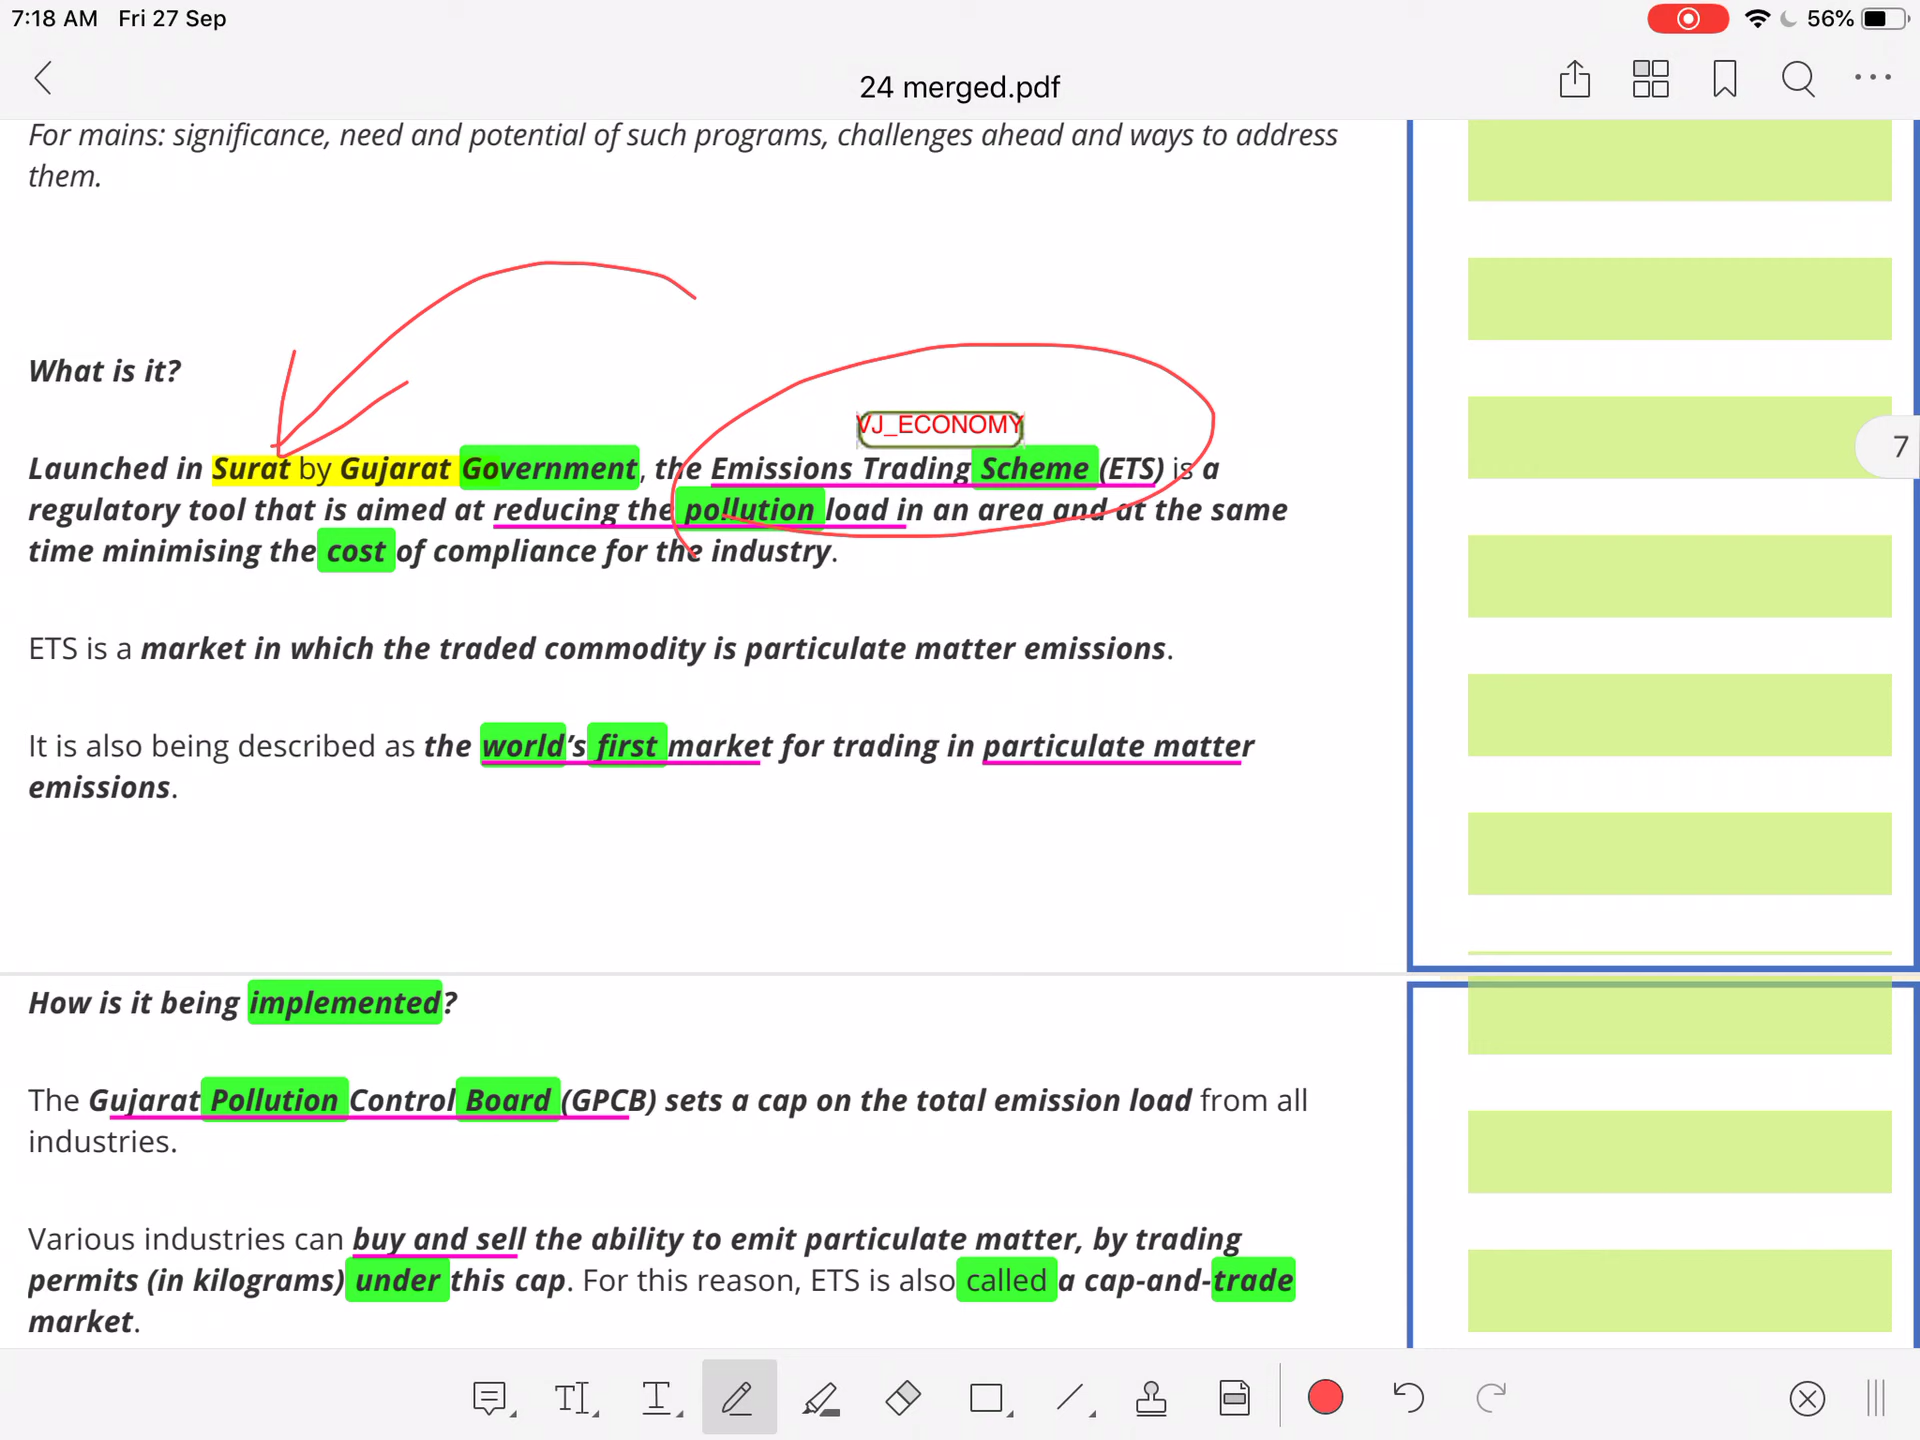 7:18 AM Fri 27 Sep
56%
24 merged.pdf
For mains: significance, need and potential of such programs, challenges ahead and ways to address
them.
What is it?
VJ_ECONOMY
Launched in Surat by Gujarat Government, the Emissions Trading Scheme (ETS) is a
7
regulatory tool that is aimed at reducing the pollution load in an area and at the same
time minimising the cost of compliance for the industry.
ETS is a market in which the traded commodity is particulate matter emissions.
It is also being described as the world's first market for trading in particulate matter
emissions.
How is it being implemented?
The Gujarat Pollution Control Board (GPCB) sets a cap on the total emission load from all
industries.
Various industries can buy and sell the ability to emit particulate matter, by trading
permits (in kilograms) under this cap. For this reason, ETS is also called a cap-and-trade
market.